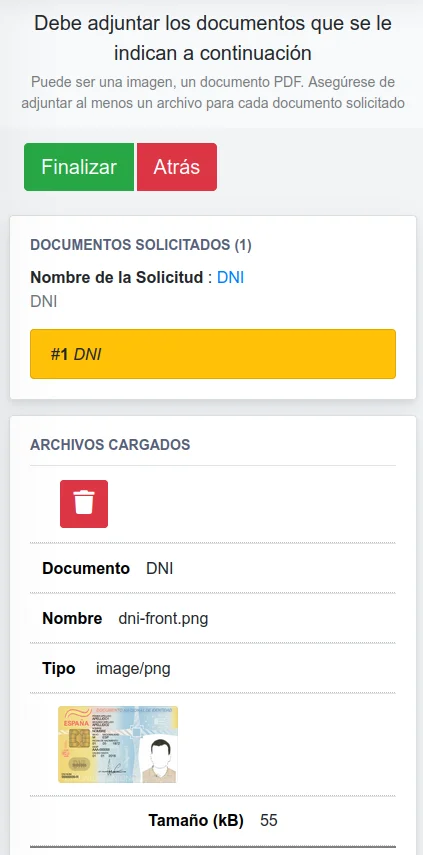 Debe adjuntar los documentos que se le
indican a continuación
Puede ser una imagen, un documento PDF. Asegúrese de
adjuntar al menos un archivo para cada documento solicitado
Finalizar Atrás
DOCUMENTOS SOLICITADOS (1)
Nombre de la Solicitud : DNI
DNI
#1 DNI
ARCHIVOS CARGADOS
Documento DNI
Nombre dni-front.png
Tipo image/png
ESPAÑA
Tamaño (kB) 55